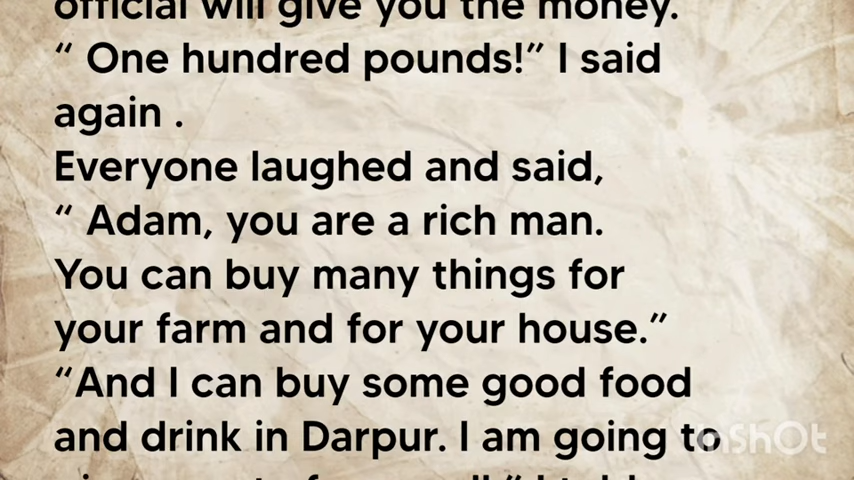 official will give you the money.
“ One hundred pounds!” I said
again .
Everyone laughed and said,
“ Adam, you are a rich man.
You can buy many things for
your farm and for your house.”
“And I can buy some good food
and drink in Darpur. I am going to